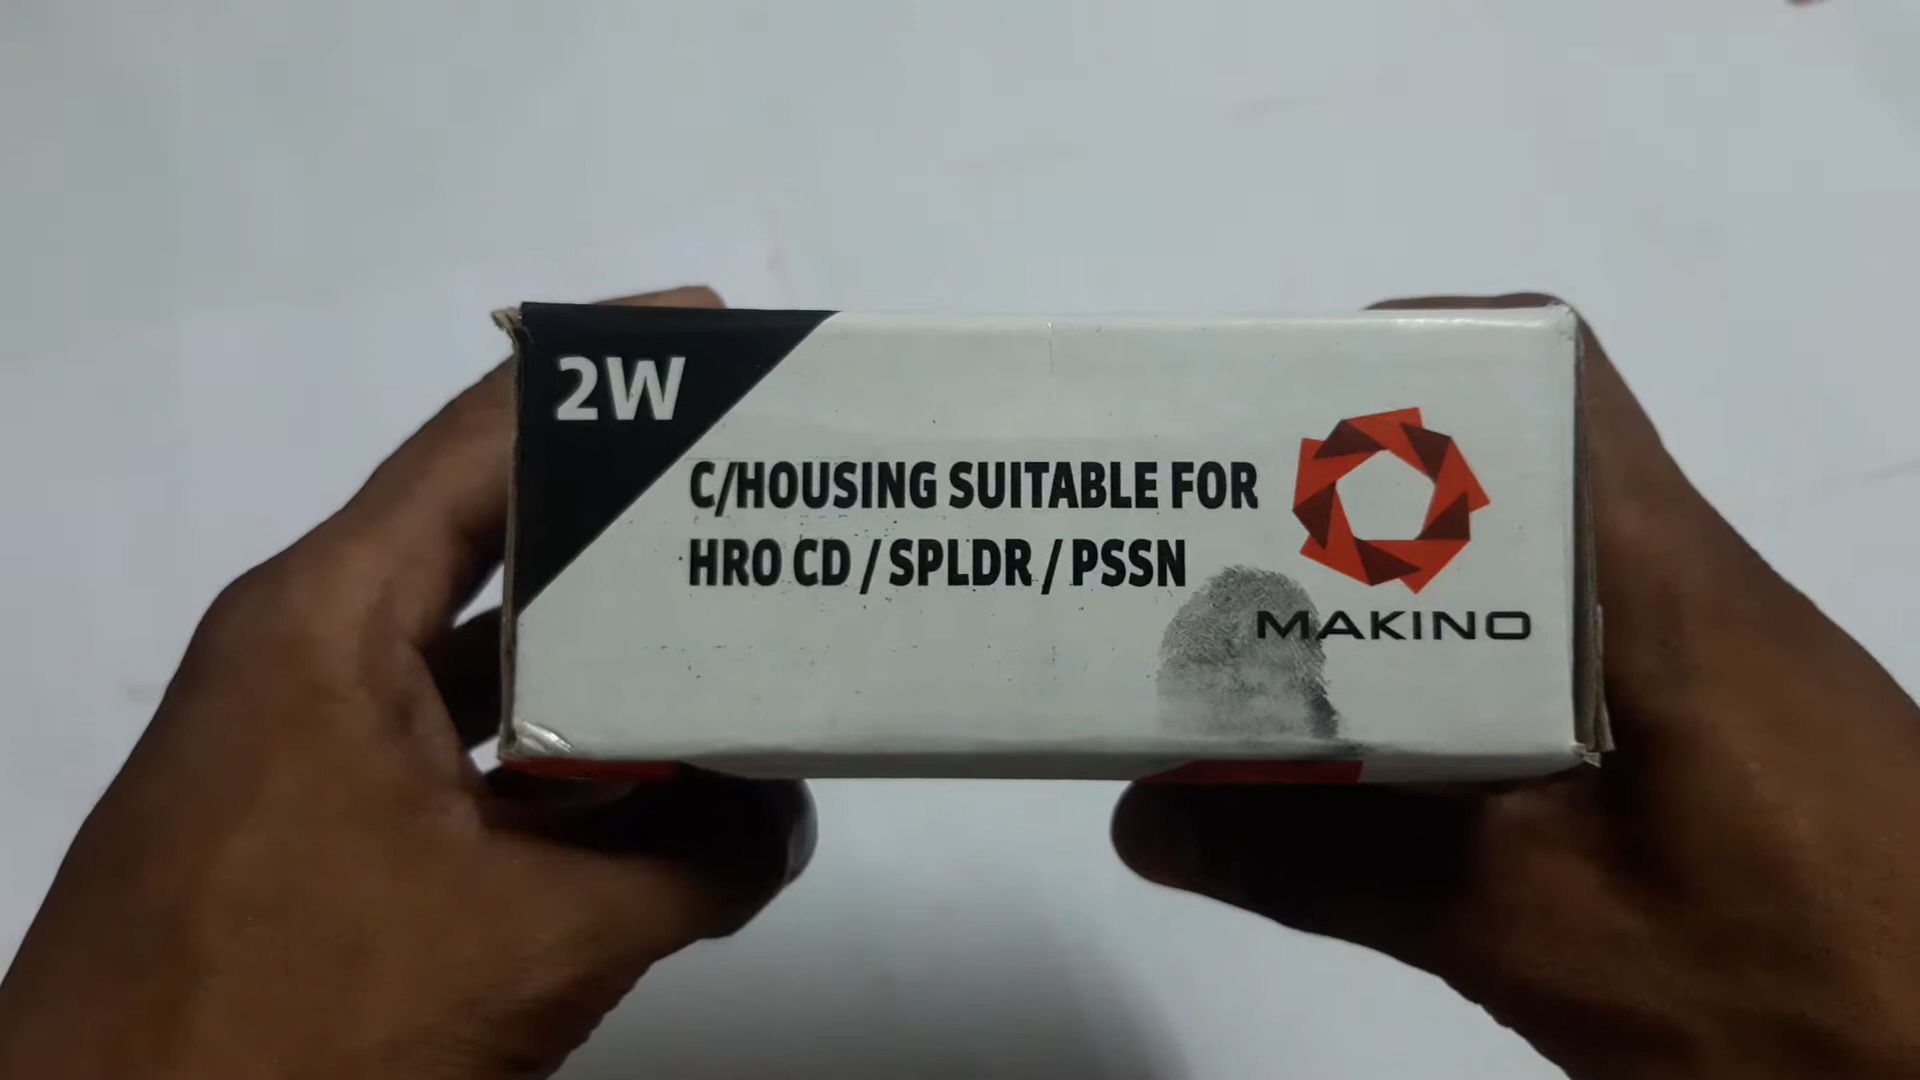 2W
C/HOUSING SUITABLE FOR
HRO CD / SPLDR / PSSN
MAKINO